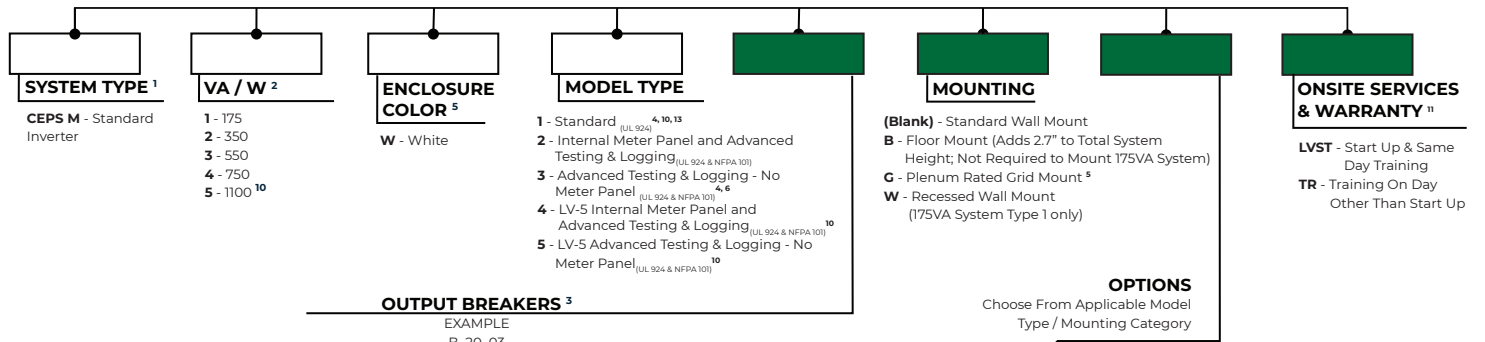 SYSTEM TYPE 1
CEPS M - Standard
Inverter
VA / W 2
1 - 175
2 - 350
3 - 550
4 - 750
5 - 1100 10
ENCLOSURE
COLOR 5
W - White
MODEL TYPE
1 - Standard (UL 924) 4, 10, 13
2 - Internal Meter Panel and Advanced
Testing & Logging (UL 924 & NFPA 101)
3 - Advanced Testing & Logging - No
Meter Panel (UL 924 & NFPA 101) 4, 6
4 - LV-5 Internal Meter Panel and
Advanced Testing & Logging (UL 924 & NFPA 101) 10
5 - LV-5 Advanced Testing & Logging - No
Meter Panel (UL 924 & NFPA 101) 10
OUTPUT BREAKERS 3
EXAMPLE
MOUNTING
(Blank) - Standard Wall Mount
B - Floor Mount (Adds 2.7” to Total System
Height; Not Required to Mount 175VA System)
G - Plenum Rated Grid Mount 5
W - Recessed Wall Mount
(175VA System Type 1 only)
OPTIONS
Choose From Applicable Model
Type / Mounting Category
ONSITE SERVICES
& WARRANTY 11
LVST - Start Up & Same
Day Training
TR - Training On Day
Other Than Start Up